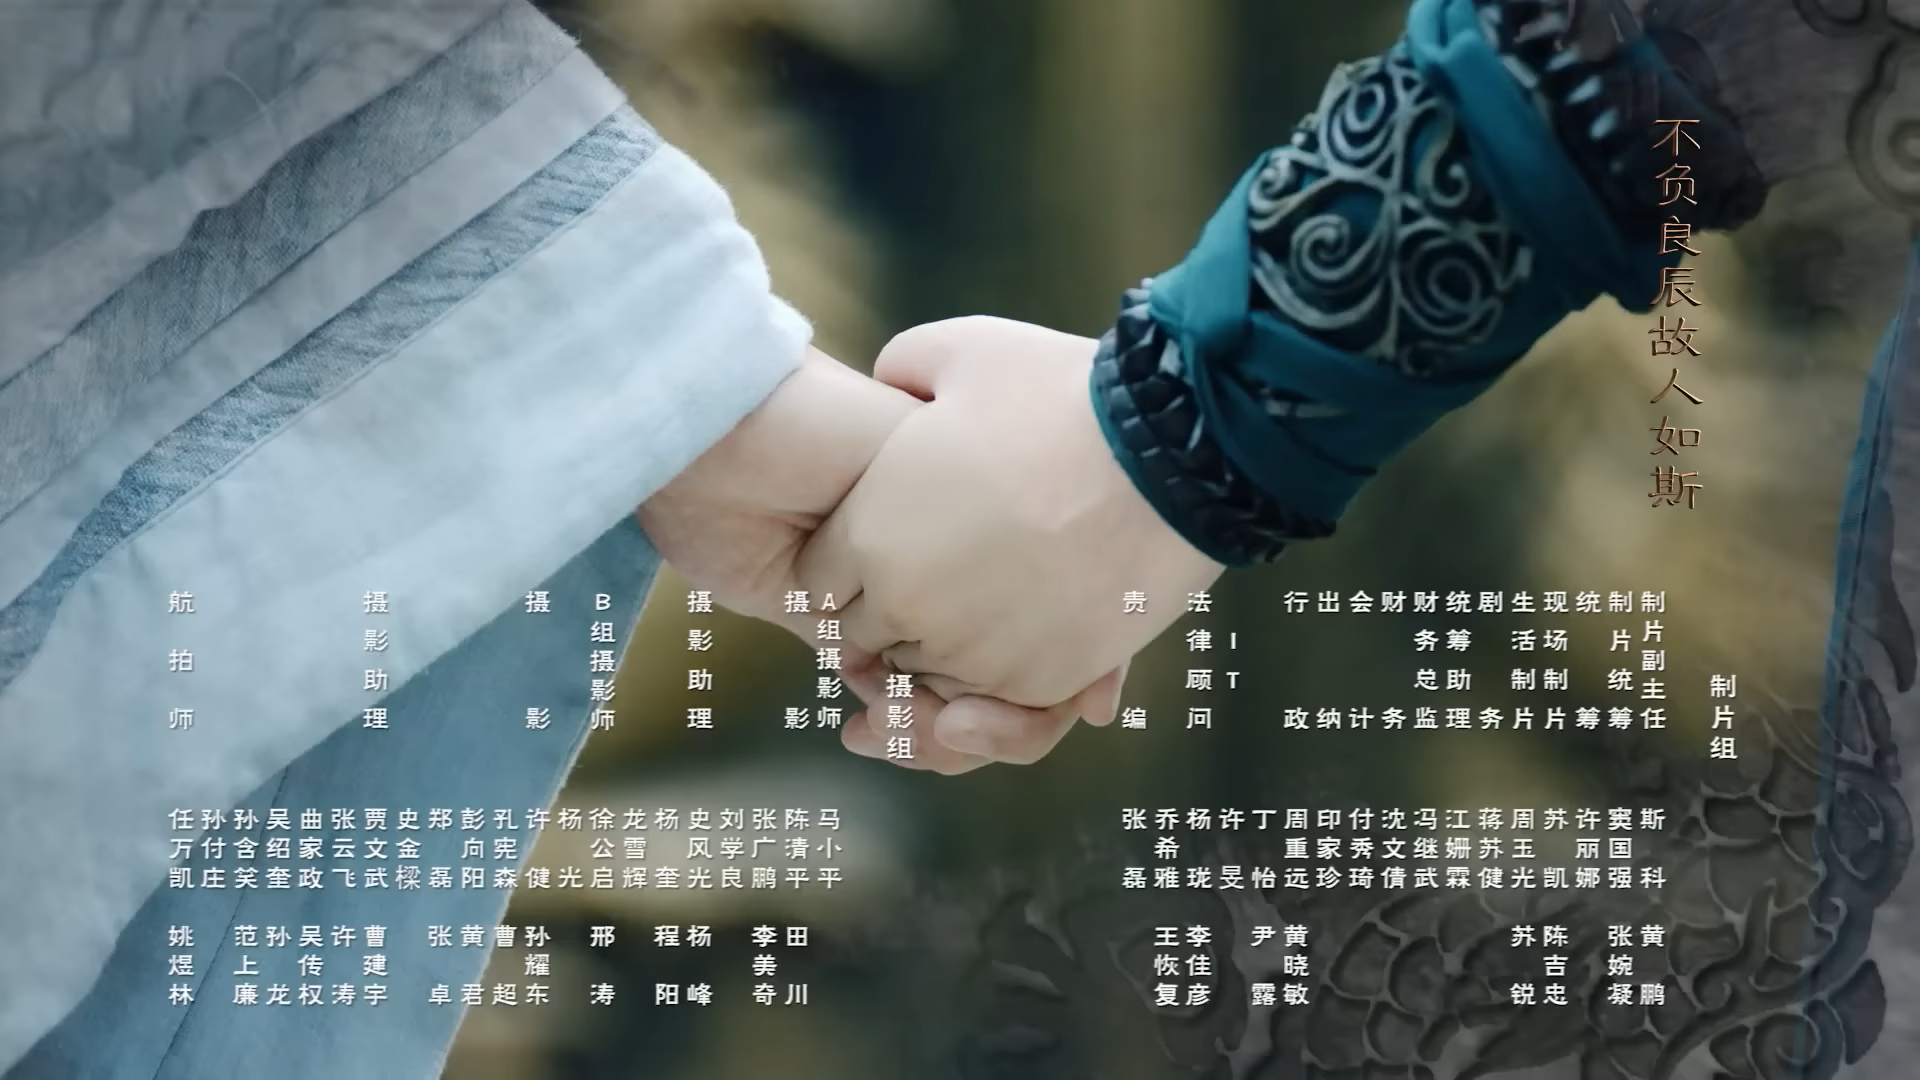 不负良辰故人如斯
制片组
制片副主任 斯科 黄鹏
制片统筹 窦国强 张婉凝
统筹 许丽娜
现场制片 苏凯 陈吉忠
生活制片 周玉光 苏锐
剧务 蒋苏健
统筹助理 江姗霖
财务总监 冯继武
财务 沈文倩
会计 付秀琦
出纳 印家珍
行政 周重远 黄晓敏
丁怡 尹露
IT 许旻
法律顾问 杨珑 李佳彦
乔希雅 王恢复
责编 张磊
摄影组
A组摄影师 马小平
摄影 陈清平 田川
张广鹏 李美奇
刘学良
摄影助理 史风光 杨峰
杨奎 程阳
龙雪辉
B组摄影师 徐公启 邢涛
杨光
摄影 许健 孙耀东
孔宪森 曹超
彭向阳 黄君
郑磊 张卓
史金樑
摄影助理 贾文武 曹建宇
张云飞 许涛
曲家政 吴传权
吴绍奎 孙龙
孙含笑 范上廉
孙付庄
航拍师 任万凯 姚煜林